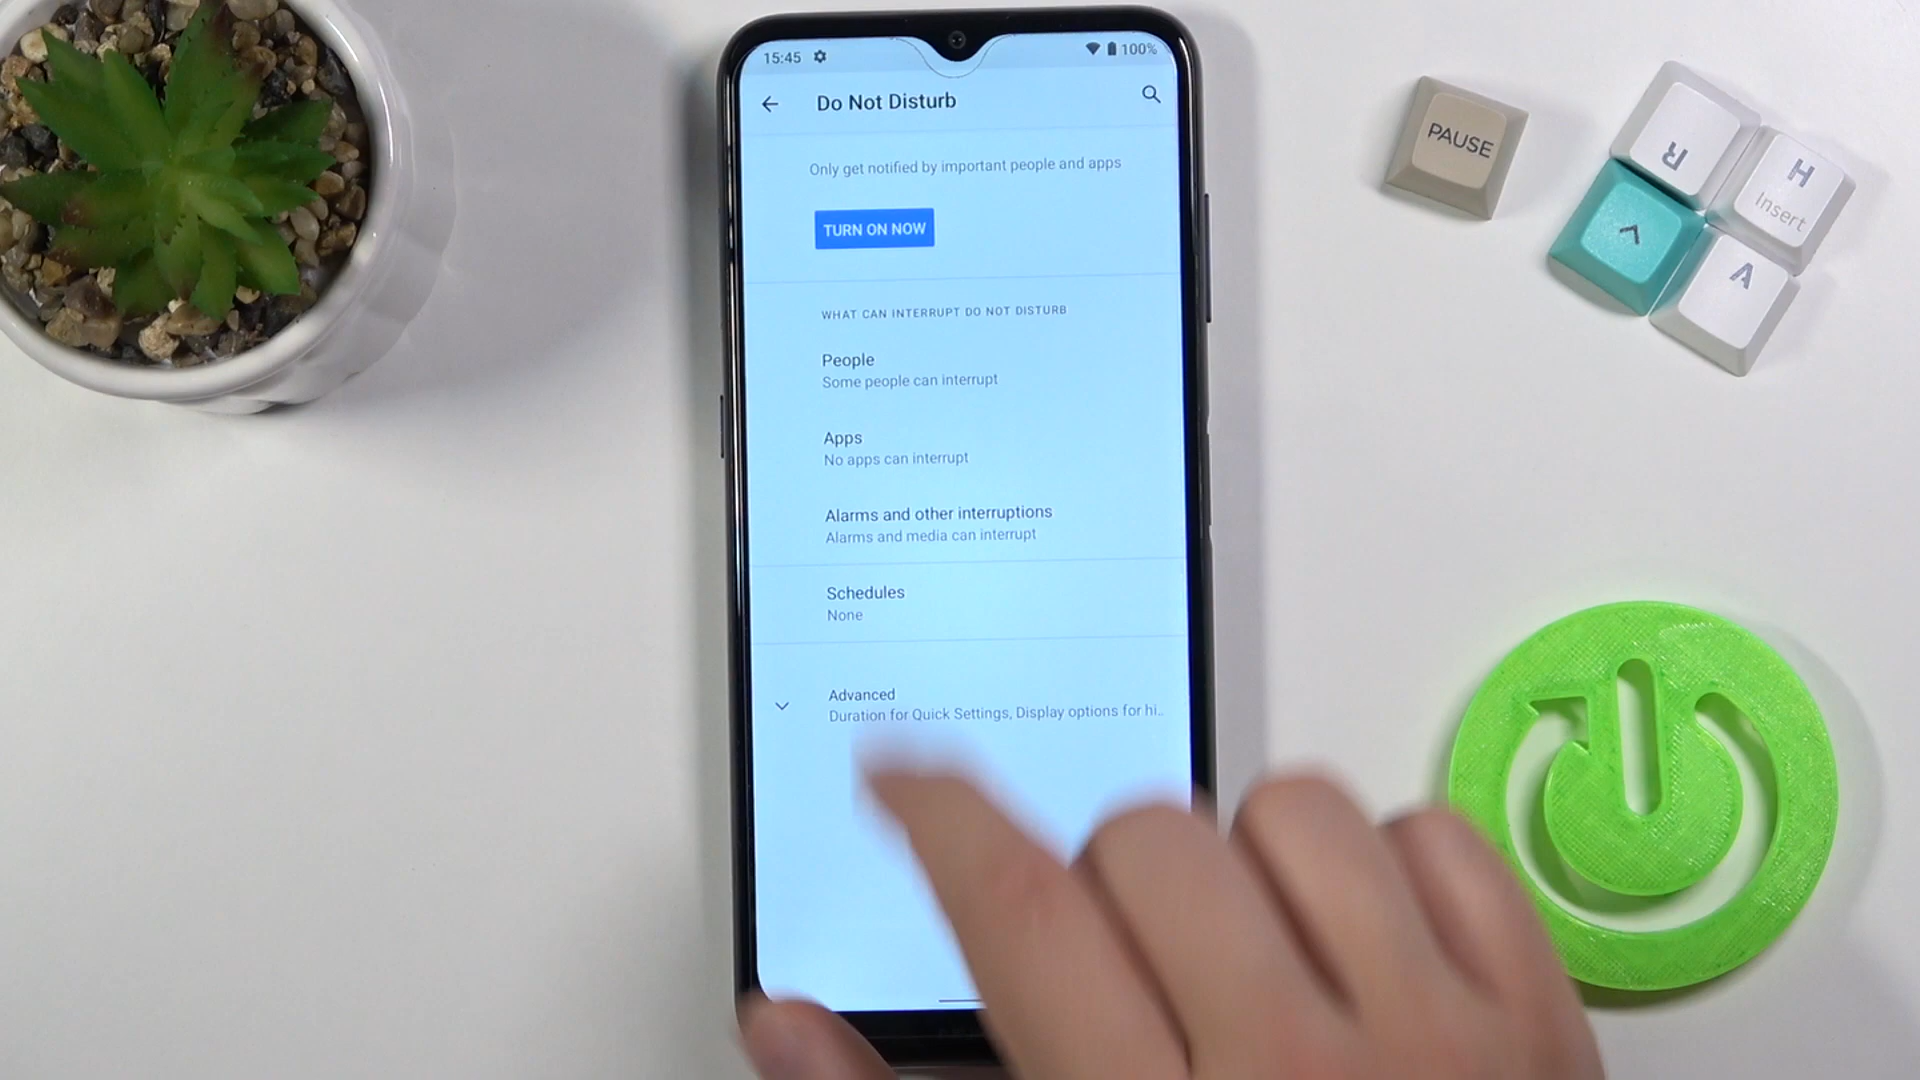 15:45
100%
Do Not Disturb
Only get notified by important people and apps
TURN ON NOW
WHAT CAN INTERRUPT DO NOT DISTURB
People
Some people can interrupt
Apps
No apps can interrupt
Alarms and other interruptions
Alarms and media can interrupt
Schedules
None
Advanced
Duration for Quick Settings, Display options for hi..
PAUSE
R
H
Insert
A